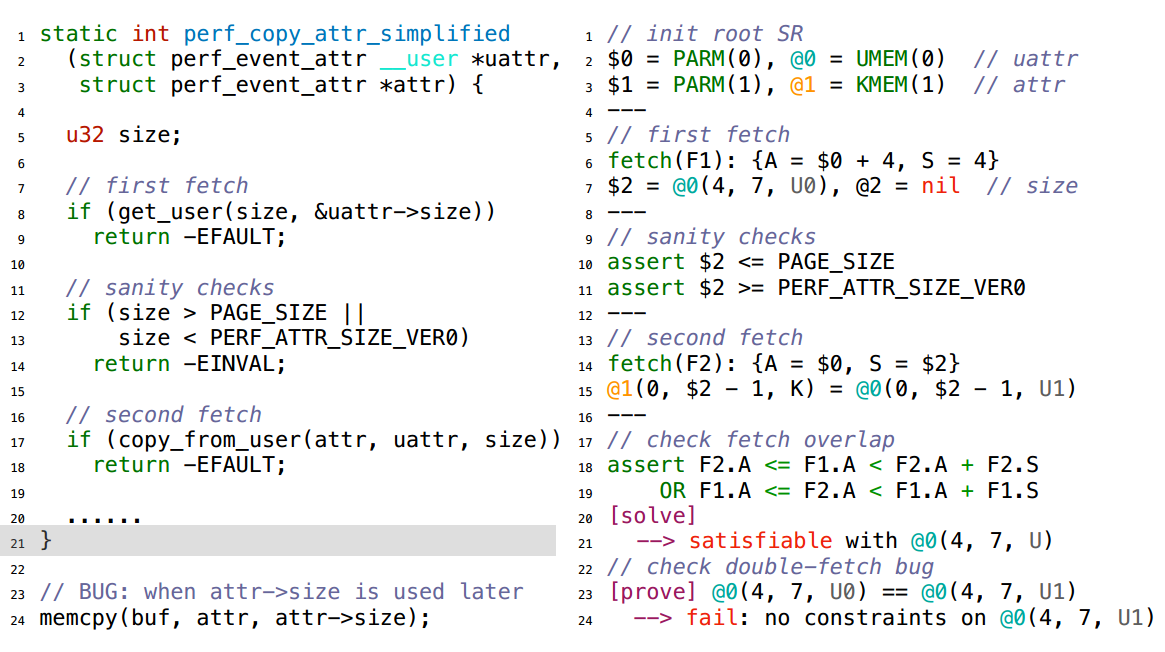 1 static int perf_copy_attr_simplified
2 (struct perf_event_attr __user *uattr,
3 struct perf_event_attr *attr) {
4
5 u32 size;
6
7 // first fetch
8 if (get_user(size, &uattr->size))
9 return -EFAULT;
10
11 // sanity checks
12 if (size > PAGE_SIZE ||
13 size < PERF_ATTR_SIZE_VER0)
14 return -EINVAL;
15
16 // second fetch
17 if (copy_from_user(attr, uattr, size))
18 return -EFAULT;
19
20 ......
21 }
22
23 // BUG: when attr->size is used later
24 memcpy(buf, attr, attr->size);
1 // init root SR
2 $0 = PARM(0), @0 = UMEM(0) // uattr
3 $1 = PARM(1), @1 = KMEM(1) // attr
4 ---
5 // first fetch
6 fetch(F1): {A = $0 + 4, S = 4}
7 $2 = @0(4, 7, U0), @2 = nil // size
8 ---
9 // sanity checks
10 assert $2 <= PAGE_SIZE
11 assert $2 >= PERF_ATTR_SIZE_VER0
12 ---
13 // second fetch
14 fetch(F2): {A = $0, S = $2}
15 @1(0, $2 - 1, K) = @0(0, $2 - 1, U1)
16 ---
17 // check fetch overlap
18 assert F2.A <= F1.A < F2.A + F2.S
19 OR F1.A <= F2.A < F1.A + F1.S
20 [solve]
21 --> satisfiable with @0(4, 7, U)
22 // check double-fetch bug
23 [prove] @0(4, 7, U0) == @0(4, 7, U1)
24 --> fail: no constraints on @0(4, 7, U1)